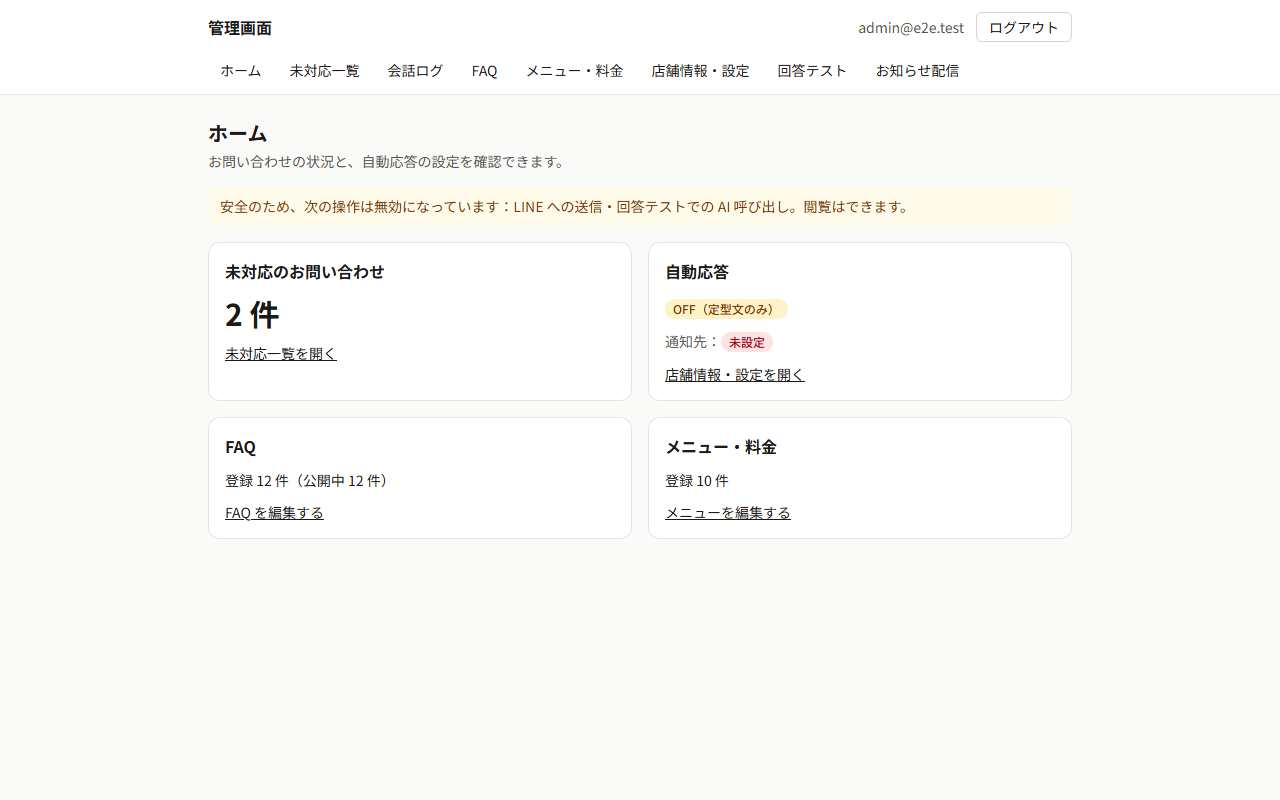 管理画面
admin@e2e.test
ログアウト
ホーム
未対応一覧
会話ログ
FAQ
メニュー・料金
店舗情報・設定
回答テスト
お知らせ配信
ホーム
お問い合わせの状況と、自動応答の設定を確認できます。
安全のため、次の操作は無効になっています：LINE への送信・回答テストでの AI 呼び出し。閲覧はできます。
未対応のお問い合わせ
2 件
未対応一覧を開く
自動応答
OFF（定型文のみ）
通知先：未設定
店舗情報・設定を開く
FAQ
登録 12 件（公開中 12 件）
FAQ を編集する
メニュー・料金
登録 10 件
メニューを編集する